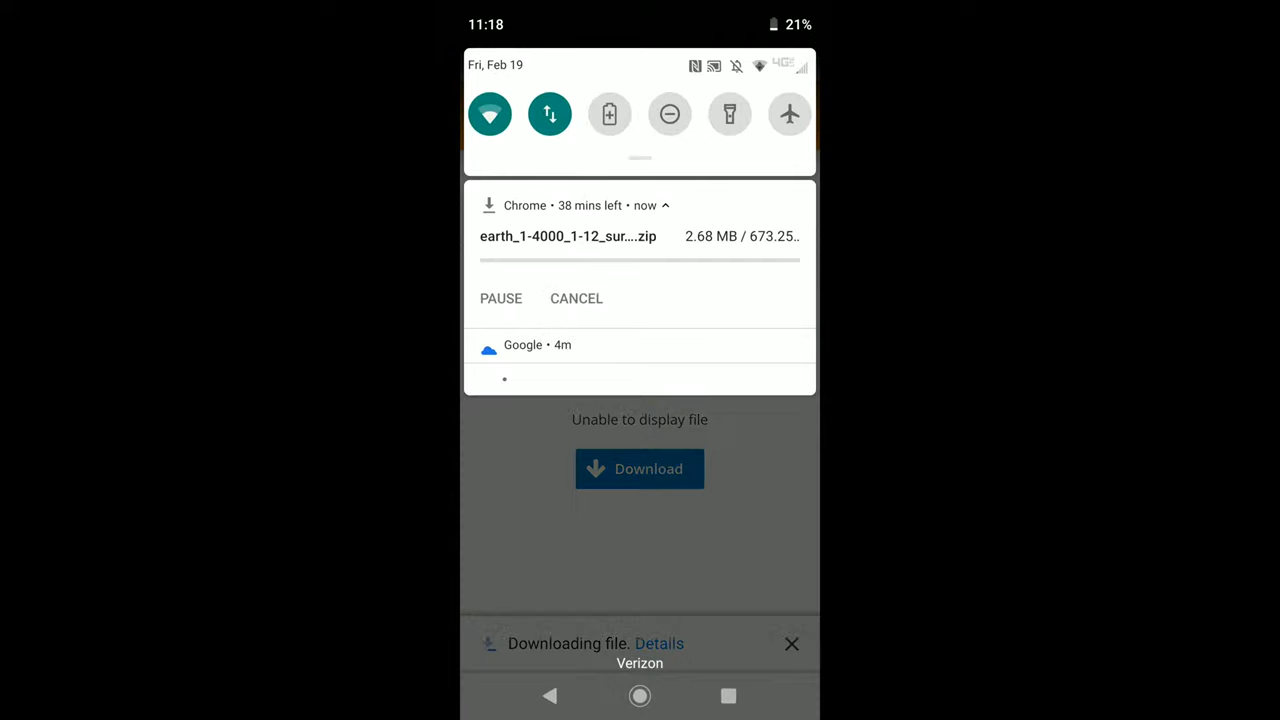 11:18 21%
Fri, Feb 19 4G
Chrome • 38 mins left • now
earth_1-4000_1-12_sur....zip 2.68 MB / 673.25..
PAUSE CANCEL
Google • 4m
Unable to display file
Download
Downloading file. Details
Verizon